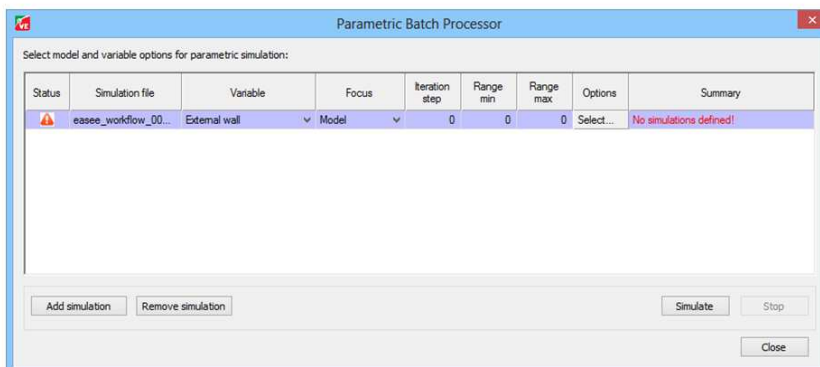 VE
Parametric Batch Processor
Select model and variable options for parametric simulation:
Status Simulation file Variable Focus Iteration step Range min Range max Options Summary
easee_workflow_00... External wall Model 0 0 0 Select... No simulations defined!
Add simulation Remove simulation Simulate Stop
Close